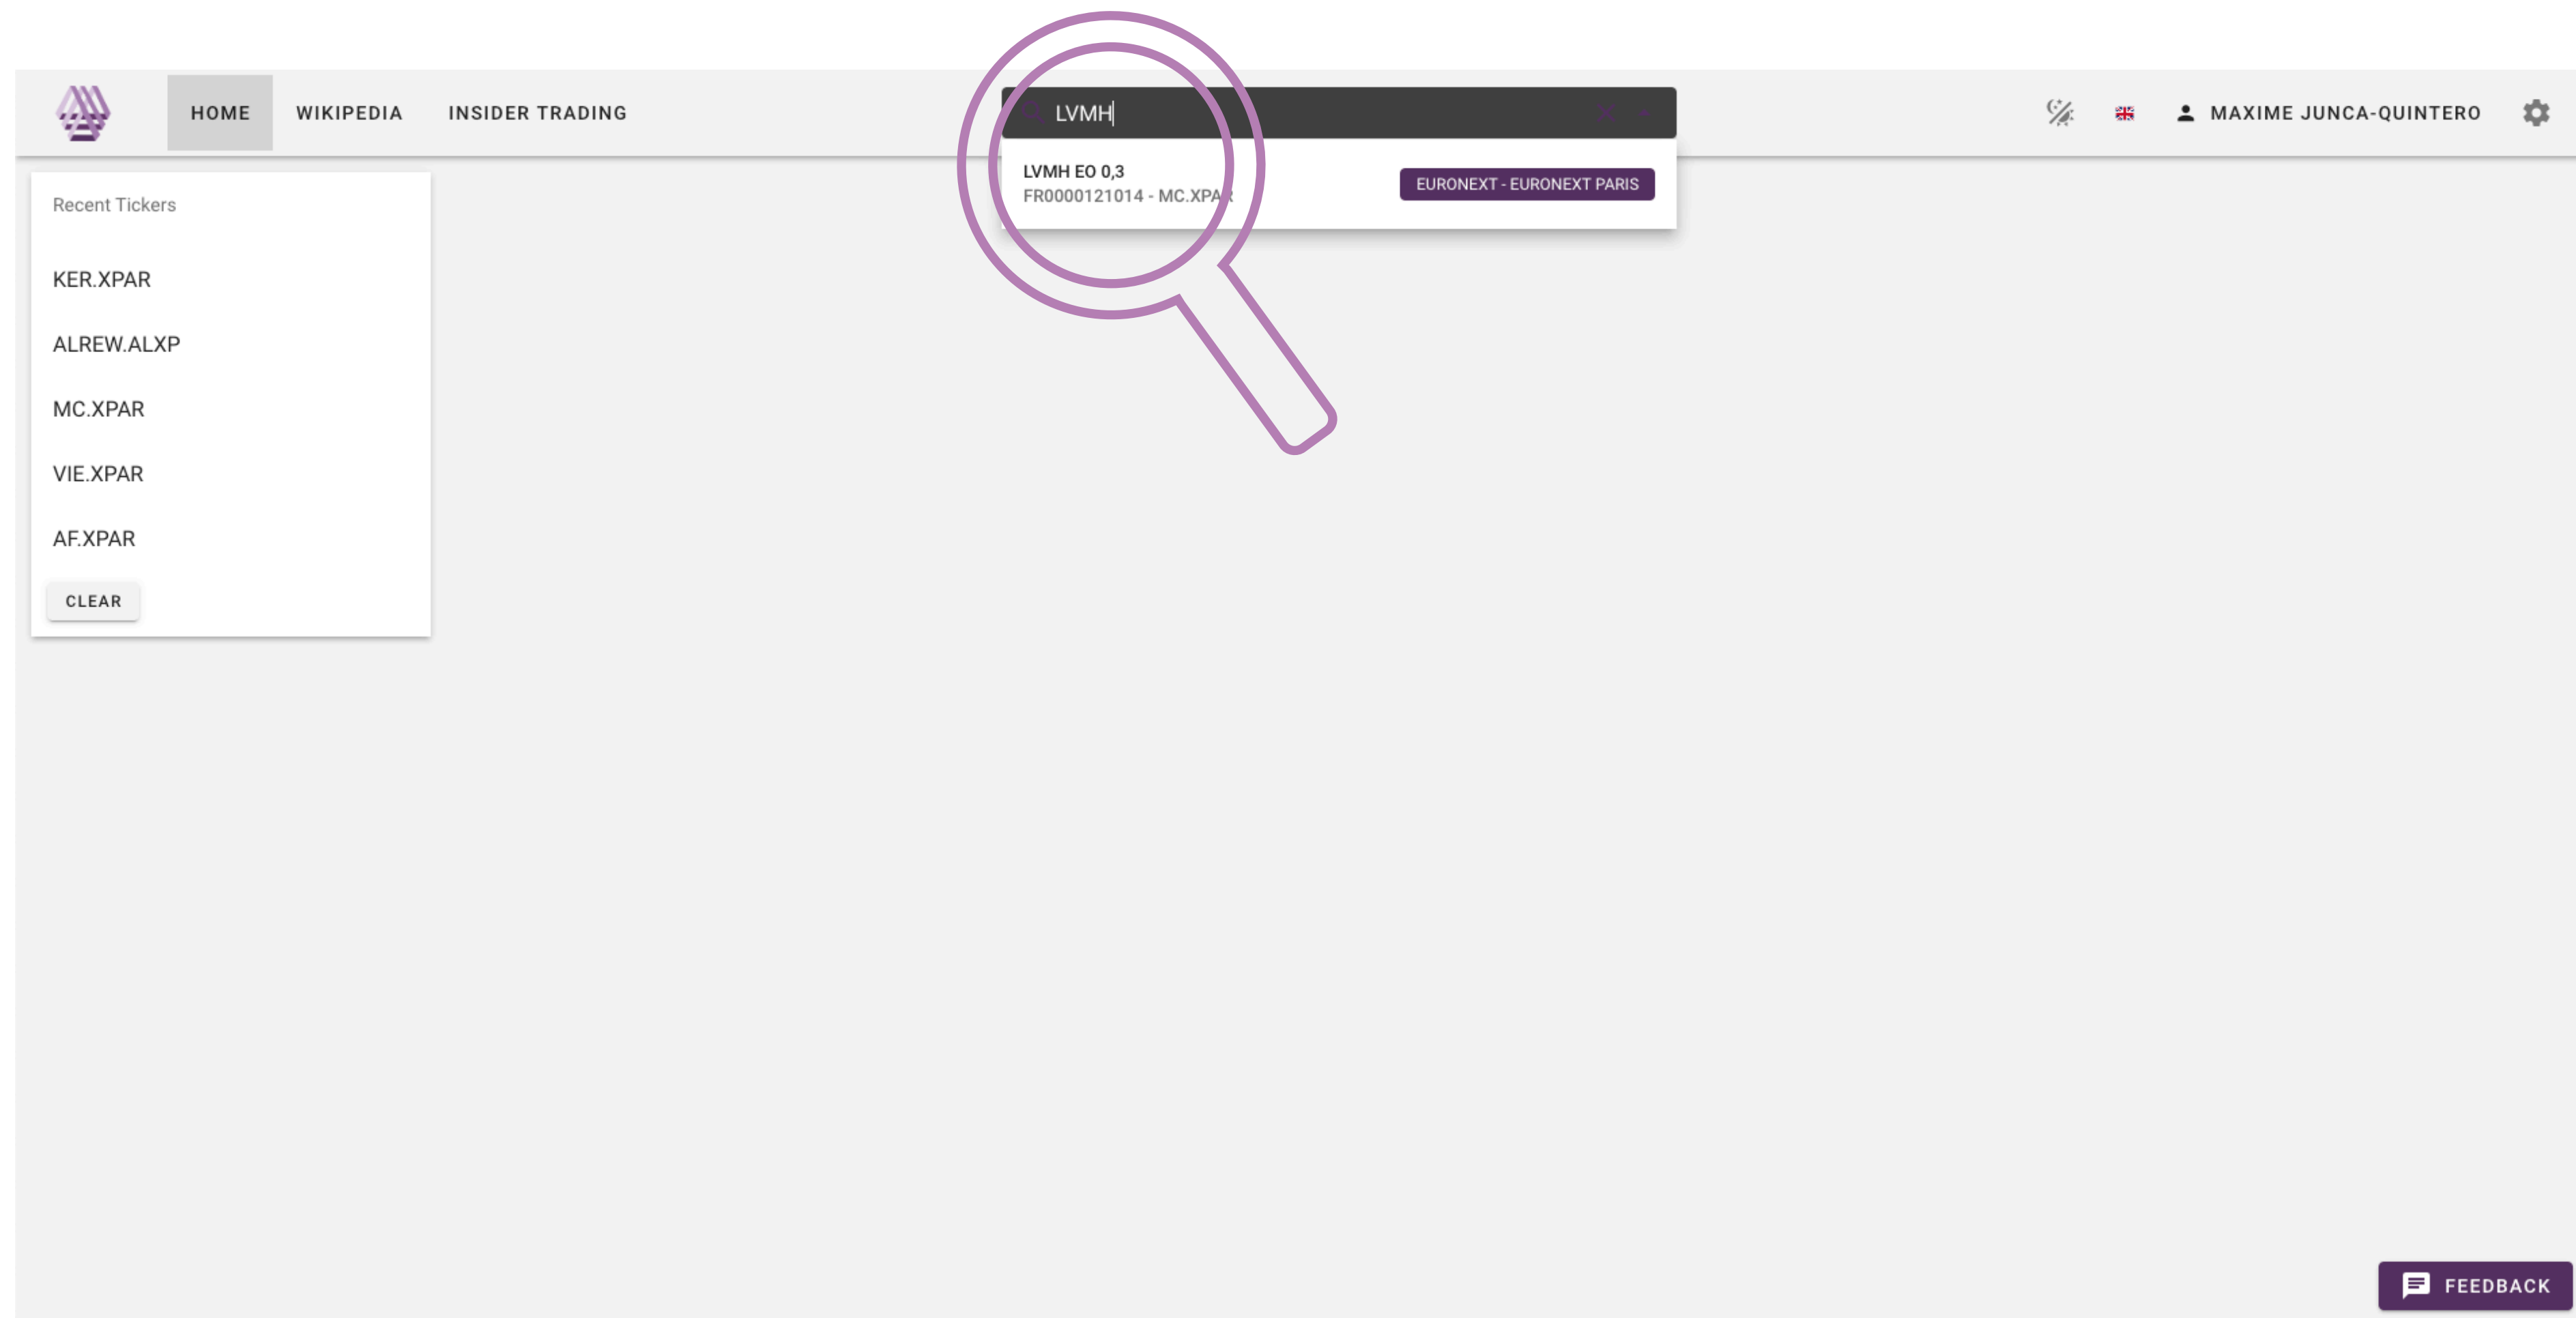 HOME
WIKIPEDIA
INSIDER TRADING
LVMH
MAXIME JUNCA-QUINTERO
LVMH EO 0,3
FR0000121014 - MC.XPAR
EURONEXT - EURONEXT PARIS
Recent Tickers
KER.XPAR
ALREW.ALXP
MC.XPAR
VIE.XPAR
AF.XPAR
CLEAR
FEEDBACK